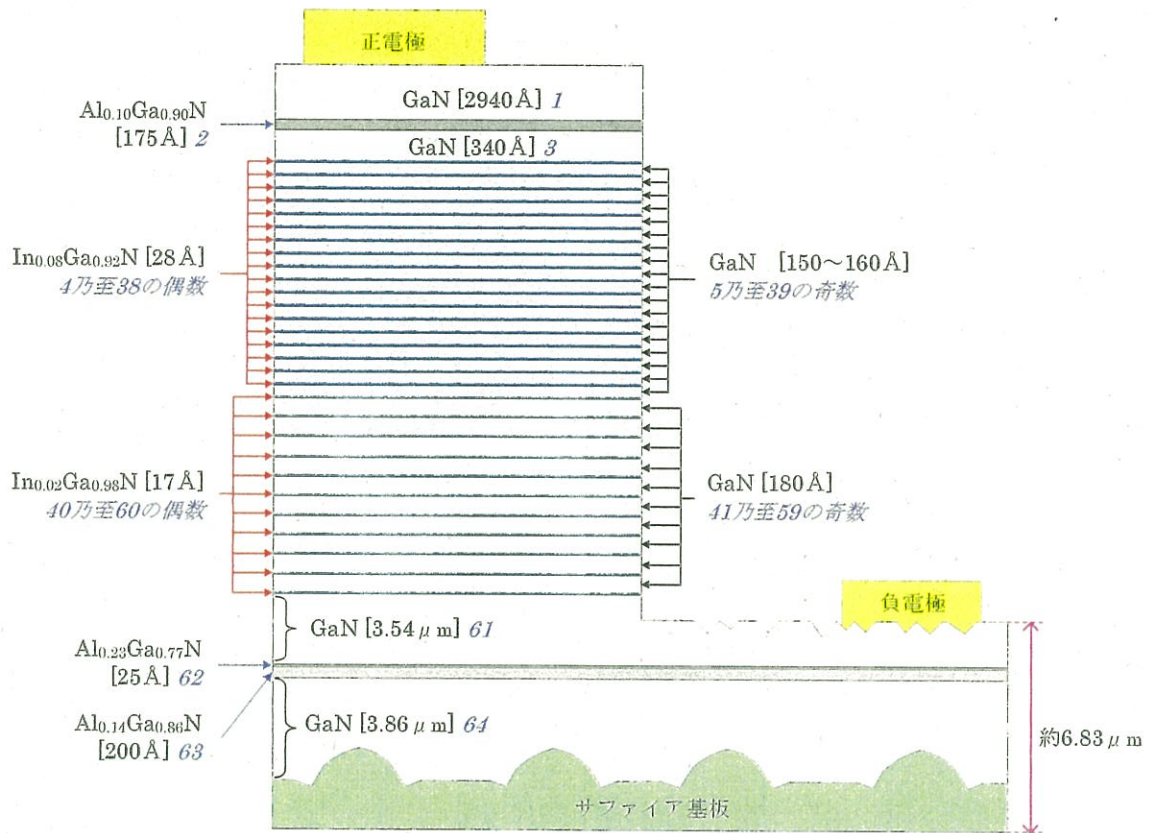 正電極
GaN [2940Å] 1
Al0.10Ga0.90N
[175Å] 2
GaN [340Å] 3
In0.08Ga0.92N [28Å]
4乃至38の偶数
GaN [150～160Å]
5乃至39の奇数
In0.02Ga0.98N [17Å]
40乃至60の偶数
GaN [180Å]
41乃至59の奇数
負電極
GaN [3.54μm] 61
Al0.23Ga0.77N
[25Å] 62
Al0.14Ga0.86N
[200Å] 63
GaN [3.86μm] 64
約6.83μm
サファイア基板